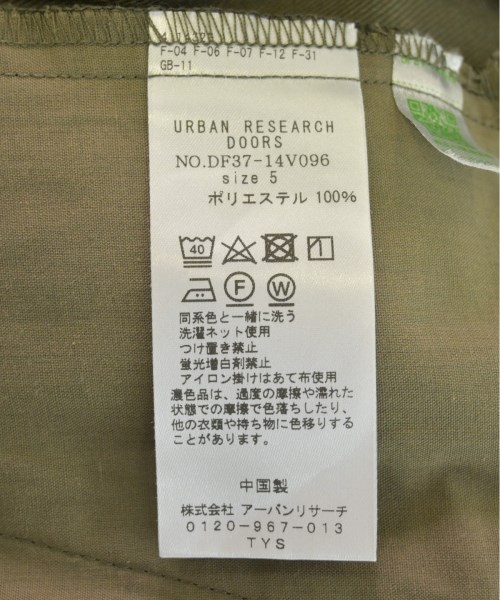 F-04 F-06 F-07 F-12 F-31
GB-11
URBAN RESEARCH
DOORS
NO.DF37-14V096
size 5
ポリエステル 100%
40
F W
同系色と一緒に洗う
洗濯ネット使用
つけ置き禁止
蛍光増白剤禁止
アイロン掛けはあて布使用
濃色品は、過度の摩擦や濡れた
状態での摩擦で色落ちしたり、
他の衣類や持ち物に色移りする
ことがあります。
中国製
株式会社 アーバンリサーチ
0120-967-013
TYS